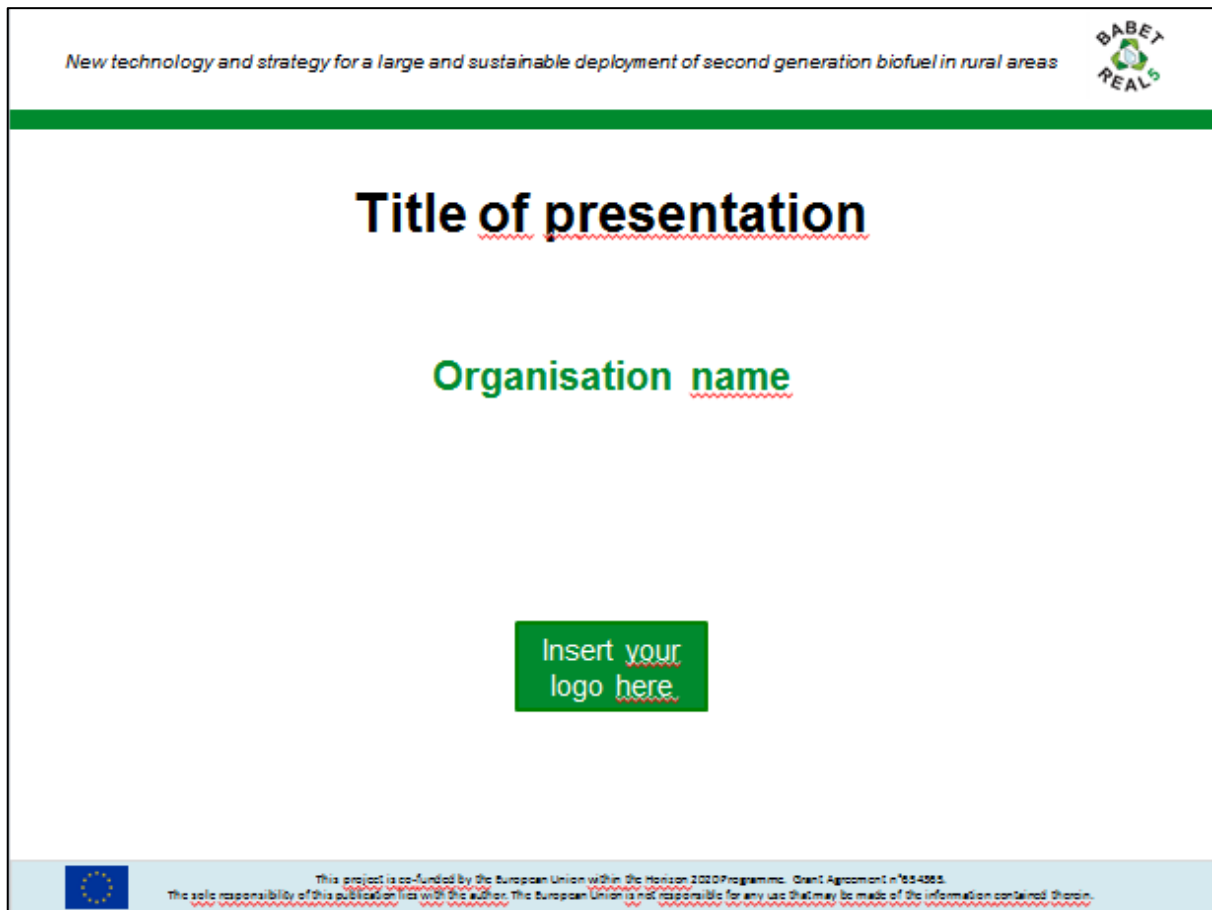 New technology and strategy for a large and sustainable deployment of second generation biofuel in rural areas
BABET
REAL5
Title of presentation
Organisation name
Insert your
logo here
This project is co-funded by the European Union within the Horizon 2020 Programme. Grant Agreement n°654365.
The sole responsibility of this publication lies with the author. The European Union is not responsible for any use that may be made of the information contained therein.